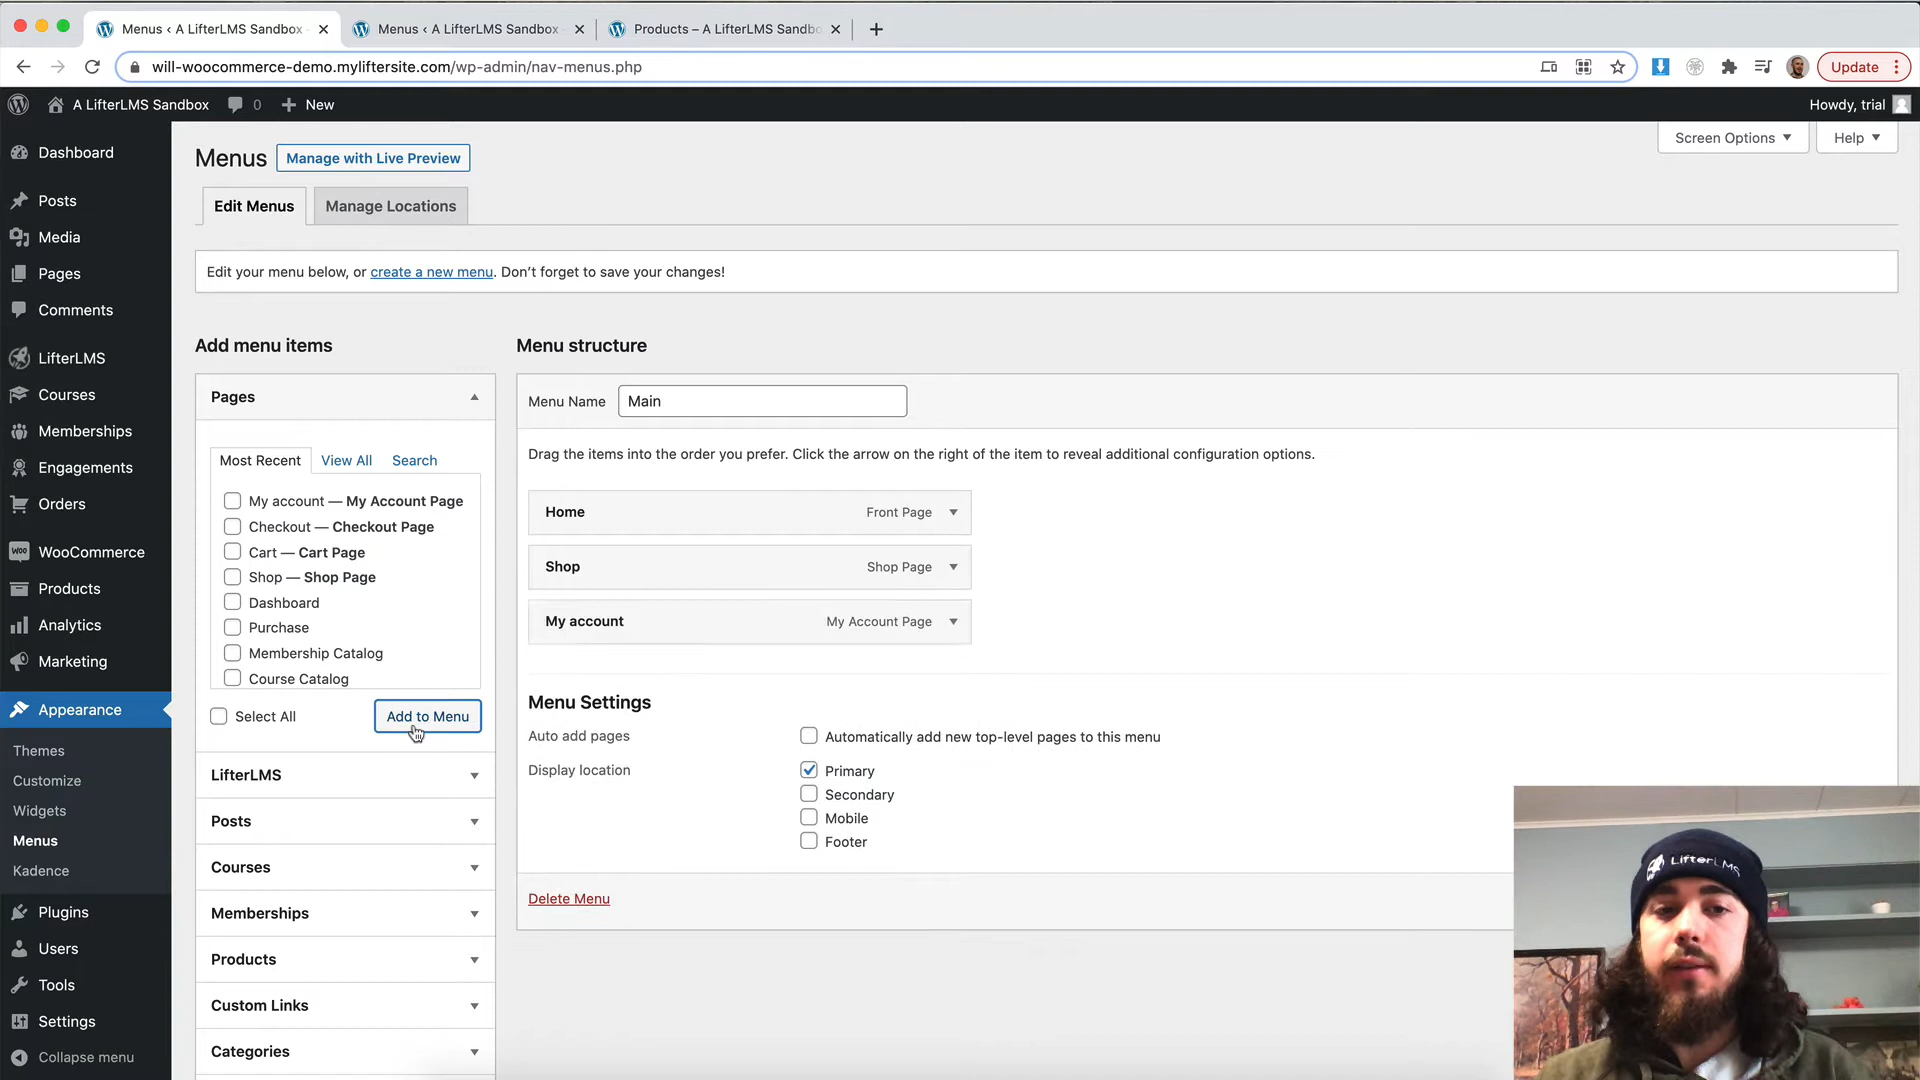 Menus ‹ A LifterLMS Sandbox
Menus ‹ A LifterLMS Sandbox
Products – A LifterLMS Sandbo
will-woocommerce-demo.myliftersite.com/wp-admin/nav-menus.php
Update
A LifterLMS Sandbox
0
New
Howdy, trial
Dashboard
Posts
Media
Pages
Comments
LifterLMS
Courses
Memberships
Engagements
Orders
Woo
WooCommerce
Products
Analytics
Marketing
Appearance
Themes
Customize
Widgets
Menus
Kadence
Plugins
Users
Tools
Settings
Collapse menu
Screen Options
Help
Menus
Manage with Live Preview
Edit Menus
Manage Locations
Edit your menu below, or create a new menu. Don’t forget to save your changes!
Add menu items
Pages
Most Recent
View All
Search
My account — My Account Page
Checkout — Checkout Page
Cart — Cart Page
Shop — Shop Page
Dashboard
Purchase
Membership Catalog
Course Catalog
Select All
Add to Menu
LifterLMS
Posts
Courses
Memberships
Products
Custom Links
Categories
Menu structure
Menu Name
Main
Drag the items into the order you prefer. Click the arrow on the right of the item to reveal additional configuration options.
Home
Front Page
Shop
Shop Page
My account
My Account Page
Menu Settings
Auto add pages
Automatically add new top-level pages to this menu
Display location
Primary
Secondary
Mobile
Footer
Delete Menu
LifterLMS